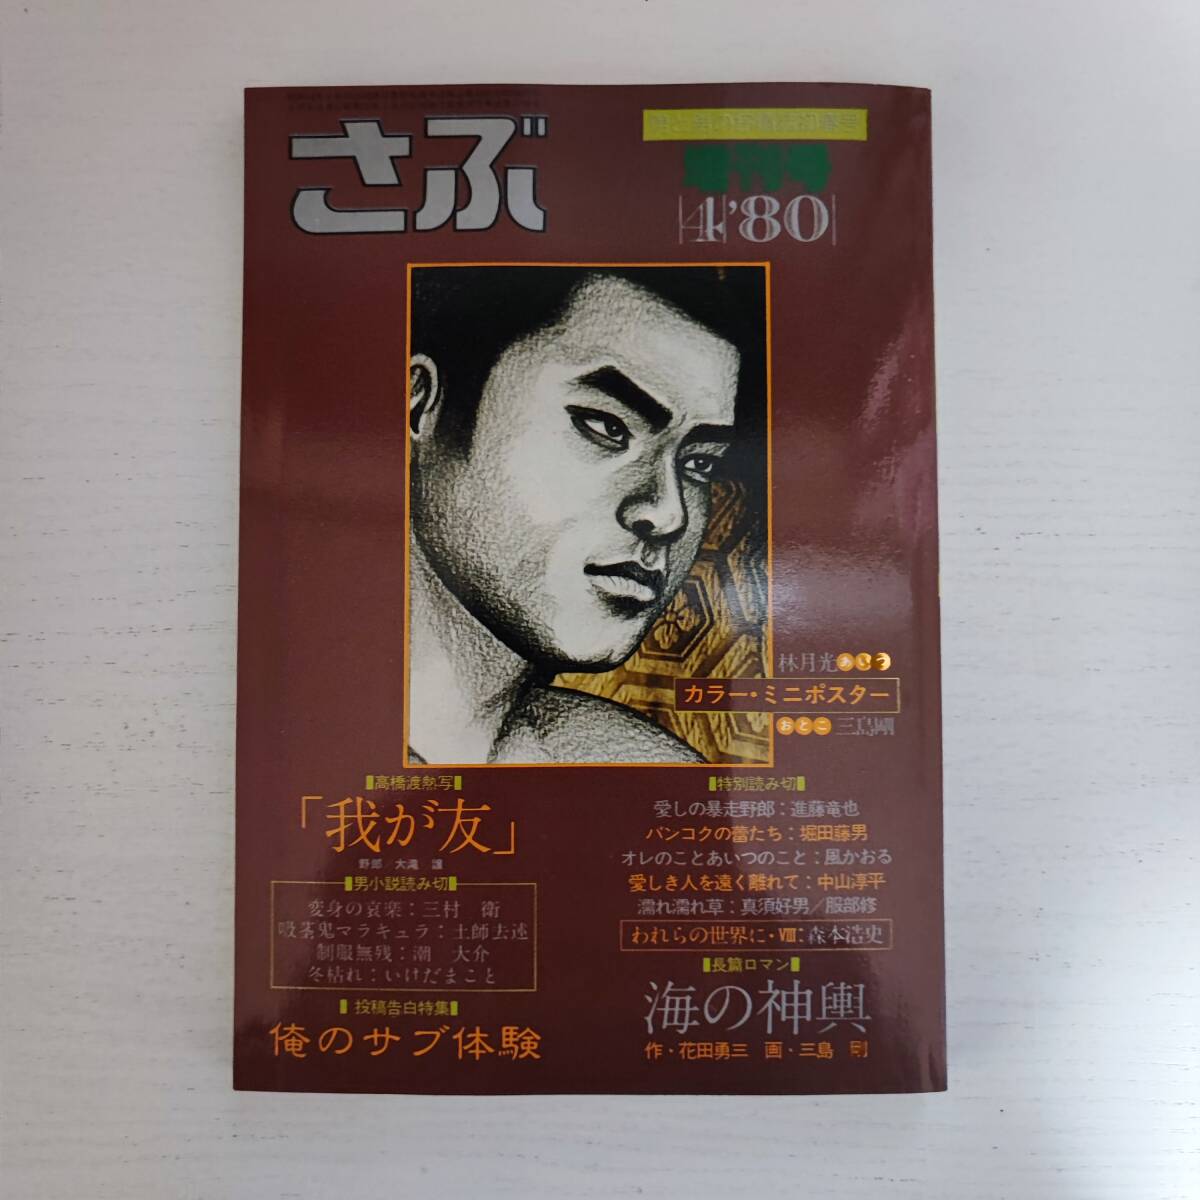 さぶ
増刊号
4 '80
林月光 あいつ
カラー・ミニポスター
おとこ 三島剛
高橋渡熱写
「我が友」
野郎 大滝 譲
男小説読み切
変身の哀楽:三村 衛
吸茎鬼マラキュラ:土師去述
制服無残:潮 大介
冬枯れ:いけだまこと
投稿告白特集
俺のサブ体験
特別読み切
愛しの暴走野郎:進藤竜也
バンコクの蕾たち:堀田藤男
オレのことあいつのこと:風かおる
愛しき人を遠く離れて:中山淳平
濡れ濡れ草:真須好男/服部修
われらの世界に・Ⅷ:森本浩史
長篇ロマン
海の神輿
作・花田勇三 画・三島 剛